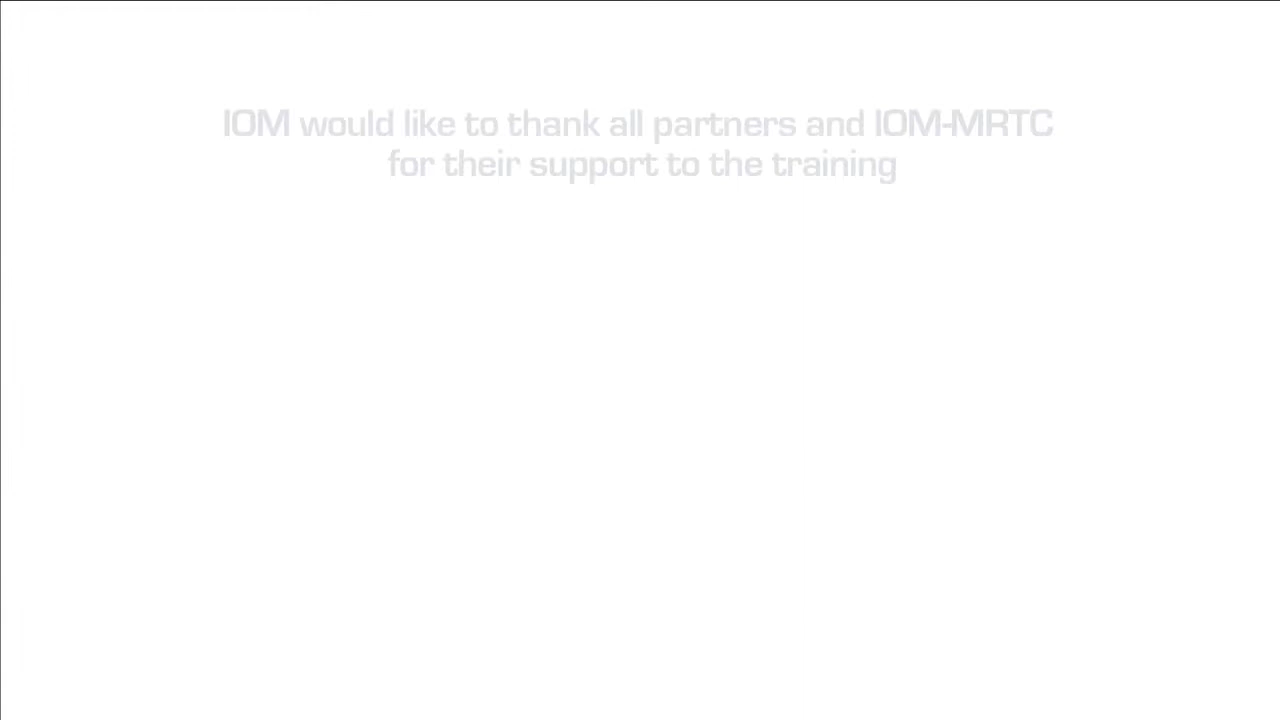 IOM would like to thank all partners and IOM-MRTC
for their support to the training